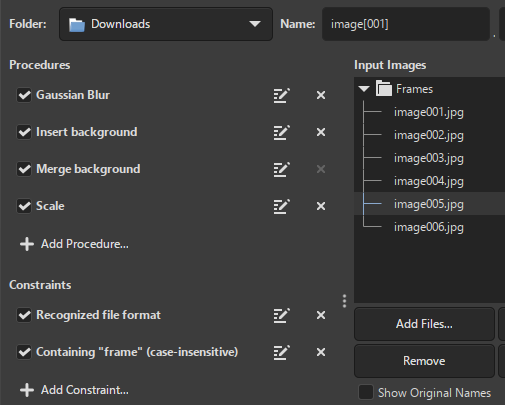 Folder: Downloads Name: image[001] .
Procedures
Gaussian Blur
Insert background
Merge background
Scale
Add Procedure...
Constraints
Recognized file format
Containing "frame" (case-insensitive)
Add Constraint...
Input Images
Frames
image001.jpg
image002.jpg
image003.jpg
image004.jpg
image005.jpg
image006.jpg
Add Files...
Remove
Show Original Names